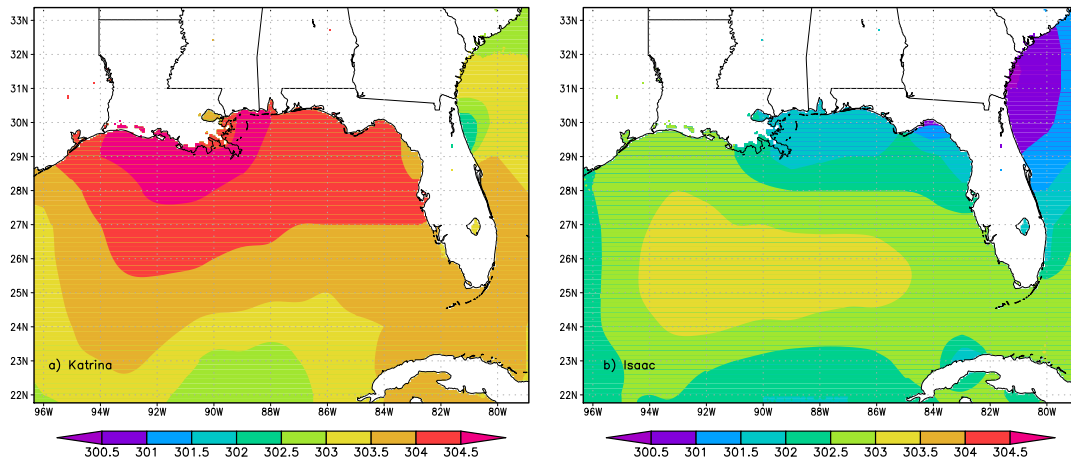 33N 33N
32N 32N
31N 31N
30N 30N
29N 29N
28N 28N
27N 27N
26N 26N
25N 25N
24N 24N
23N a) Katrina 23N b) Isaac
22N 22N
96W 94W 92W 90W 88W 86W 84W 82W 80W 96W 94W 92W 90W 88W 86W 84W 82W 80W
300.5 301 301.5 302 302.5 303 303.5 304 304.5 300.5 301 301.5 302 302.5 303 303.5 304 304.5